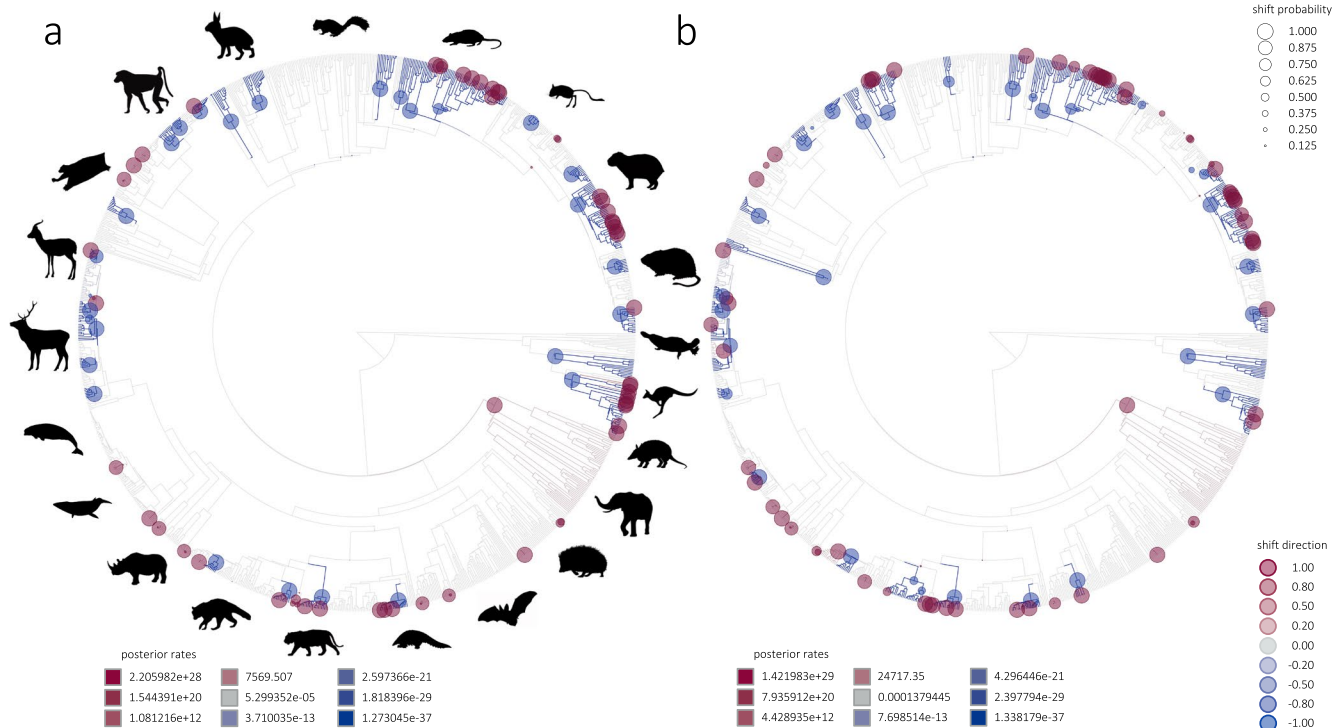 a
b
shift probability
1.000
0.875
0.750
0.625
0.500
0.375
0.250
0.125
shift direction
1.00
0.80
0.50
0.20
0.00
-0.20
-0.50
-0.80
-1.00
posterior rates
2.205982e+28 7569.507 2.597366e-21
1.544391e+20 5.299352e-05 1.818396e-29
1.081216e+12 3.710035e-13 1.273045e-37
posterior rates
1.421983e+29 24717.35 4.296446e-21
7.935912e+20 0.0001379445 2.397794e-29
4.428935e+12 7.698514e-13 1.338179e-37